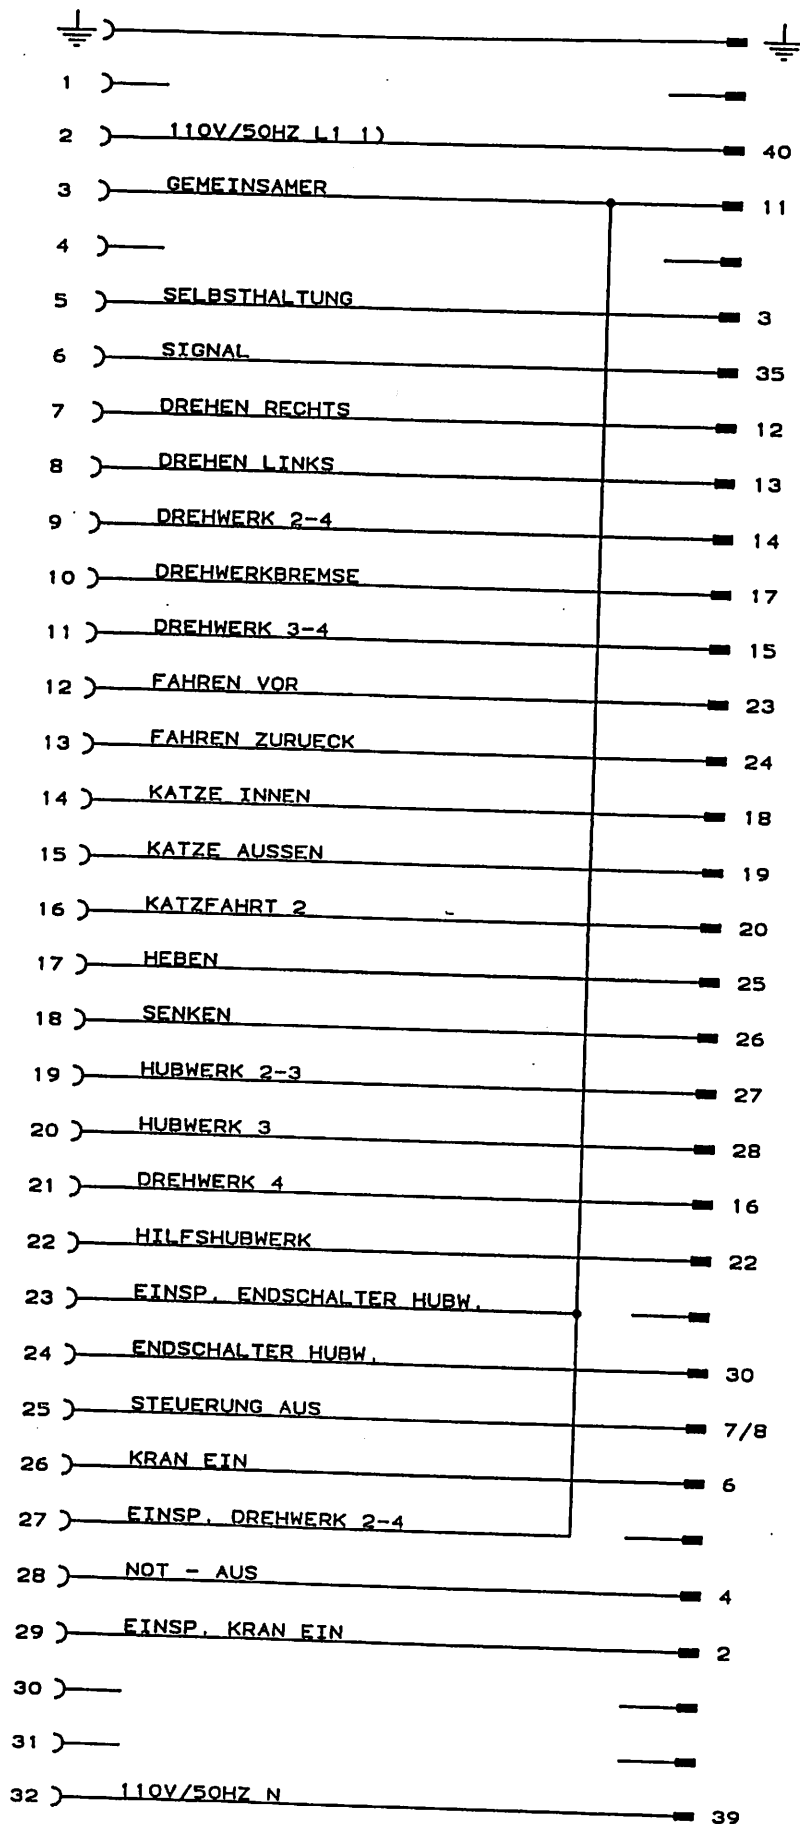 1
2 110V/50HZ L1 1) 40
3 GEMEINSAMER 11
4
5 SELBSTHALTUNG 3
6 SIGNAL 35
7 DREHEN RECHTS 12
8 DREHEN LINKS 13
9 DREHWERK 2-4 14
10 DREHWERKBREMSE 17
11 DREHWERK 3-4 15
12 FAHREN VOR 23
13 FAHREN ZURUECK 24
14 KATZE INNEN 18
15 KATZE AUSSEN 19
16 KATZFAHRT 2 20
17 HEBEN 25
18 SENKEN 26
19 HUBWERK 2-3 27
20 HUBWERK 3 28
21 DREHWERK 4 16
22 HILFSHUBWERK 22
23 EINSP. ENDSCHALTER HUBW.
24 ENDSCHALTER HUBW. 30
25 STEUERUNG AUS 7/8
26 KRAN EIN 6
27 EINSP. DREHWERK 2-4
28 NOT - AUS 4
29 EINSP. KRAN EIN 2
30
31
32 110V/50HZ N 39